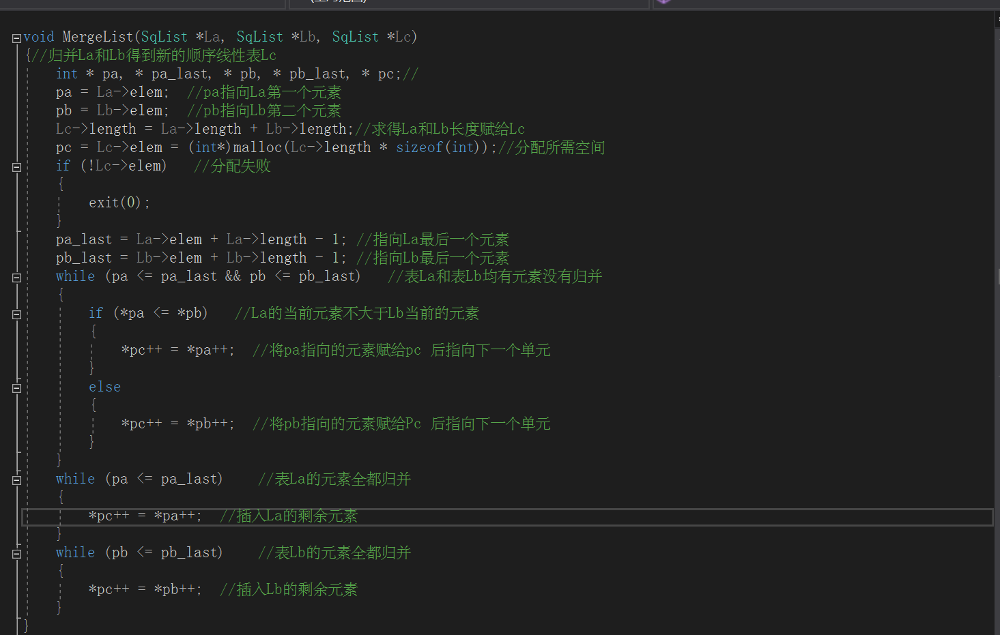 void MergeList(SqList *La, SqList *Lb, SqList *Lc)
{//归并La和Lb得到新的顺序线性表Lc
int * pa, * pa_last, * pb, * pb_last, * pc;//
pa = La->elem;  //pa指向La第一个元素
pb = Lb->elem;  //pb指向Lb第二个元素
Lc->length = La->length + Lb->length;//求得La和Lb长度赋给Lc
pc = Lc->elem = (int*)malloc(Lc->length * sizeof(int));//分配所需空间
if (!Lc->elem)   //分配失败
{
exit(0);
}
pa_last = La->elem + La->length - 1; //指向La最后一个元素
pb_last = Lb->elem + Lb->length - 1; //指向Lb最后一个元素
while (pa <= pa_last && pb <= pb_last)   //表La和表Lb均有元素没有归并
{
if (*pa <= *pb)   //La的当前元素不大于Lb当前的元素
{
*pc++ = *pa++;  //将pa指向的元素赋给pc 后指向下一个单元
}
else
{
*pc++ = *pb++;  //将pb指向的元素赋给Pc 后指向下一个单元
}
}
while (pa <= pa_last)    //表La的元素全都归并
{
*pc++ = *pa++;  //插入La的剩余元素
}
while (pb <= pb_last)    //表Lb的元素全都归并
{
*pc++ = *pb++;  //插入Lb的剩余元素
}
}